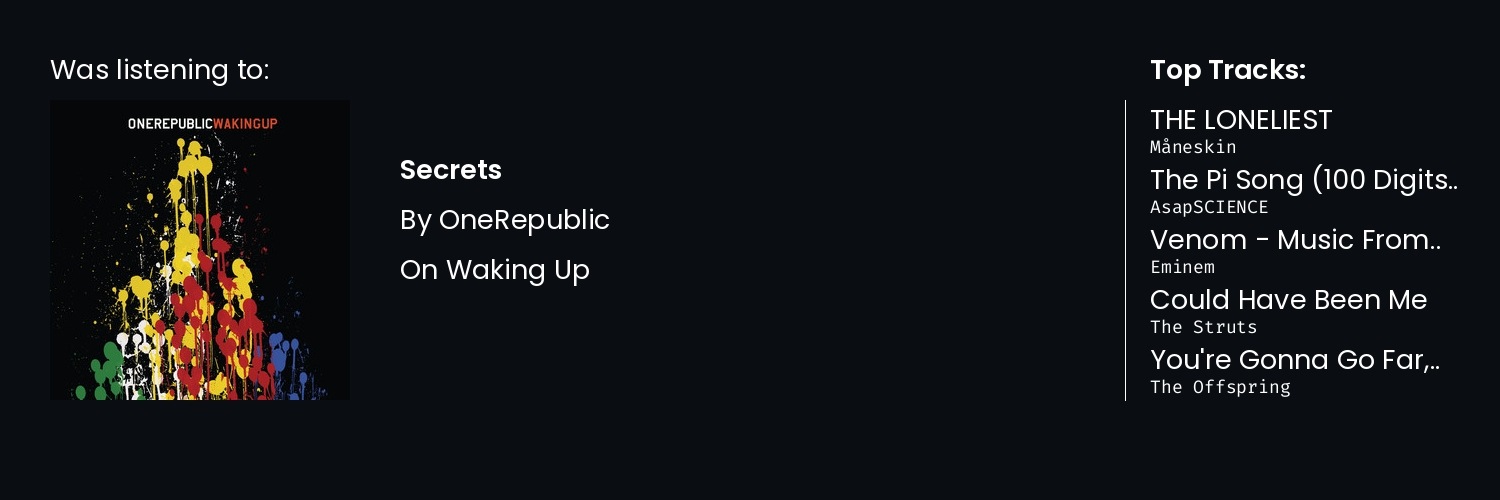 Was listening to:
ONEREPUBLICWAKINGUP
Secrets
By OneRepublic
On Waking Up
Top Tracks:
THE LONELIEST
Måneskin
The Pi Song (100 Digits..
AsapSCIENCE
Venom - Music From..
Eminem
Could Have Been Me
The Struts
You're Gonna Go Far,..
The Offspring